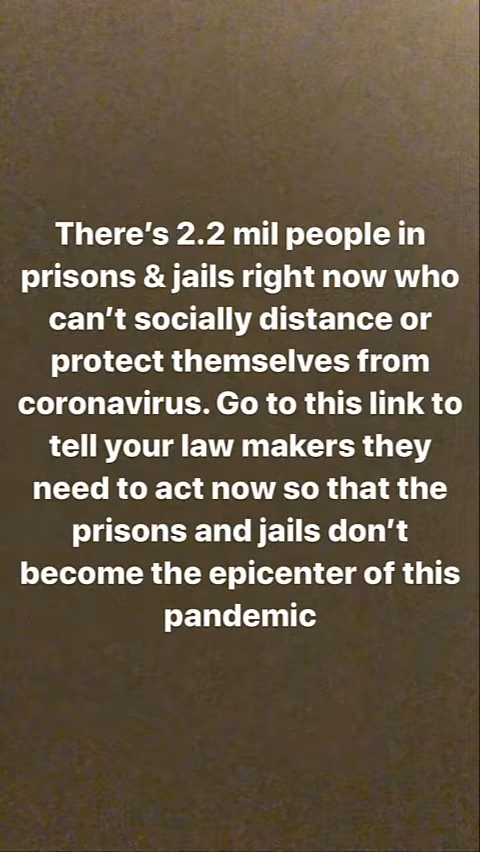 There’s 2.2 mil people in
prisons & jails right now who
can’t socially distance or
protect themselves from
coronavirus. Go to this link to
tell your law makers they
need to act now so that the
prisons and jails don’t
become the epicenter of this
pandemic